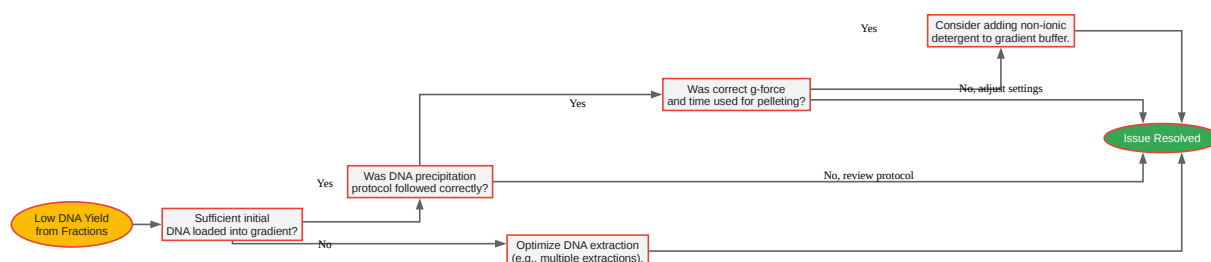 Yes
Consider adding non-ionic
detergent to gradient buffer.
Was correct g-force
and time used for pelleting?
No, adjust settings
Yes
Issue Resolved
Was DNA precipitation
protocol followed correctly?
Yes
No, review protocol
Low DNA Yield
from Fractions
Sufficient initial
DNA loaded into gradient?
No
Optimize DNA extraction
(e.g., multiple extractions).